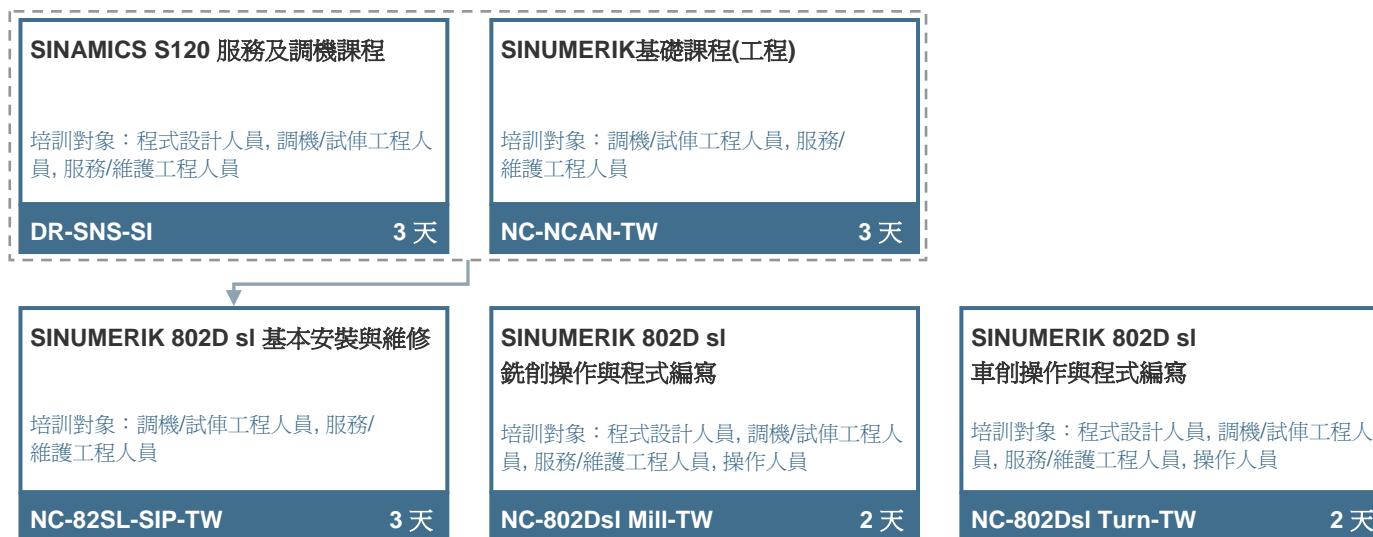 SINAMICS S120 服務及調機課程
培訓對象：程式設計人員, 調機/試俥工程人
員, 服務/維護工程人員
DR-SNS-SI 3 天
SINUMERIK基礎課程(工程)
培訓對象：調機/試俥工程人員, 服務/
維護工程人員
NC-NCAN-TW 3 天
SINUMERIK 802D sl 基本安裝與維修
培訓對象：調機/試俥工程人員, 服務/
維護工程人員
NC-82SL-SIP-TW 3 天
SINUMERIK 802D sl
銑削操作與程式編寫
培訓對象：程式設計人員, 調機/試俥工程人
員, 服務/維護工程人員, 操作人員
NC-802Dsl Mill-TW 2 天
SINUMERIK 802D sl
車削操作與程式編寫
培訓對象：程式設計人員, 調機/試俥工程人
員, 服務/維護工程人員, 操作人員
NC-802Dsl Turn-TW 2 天